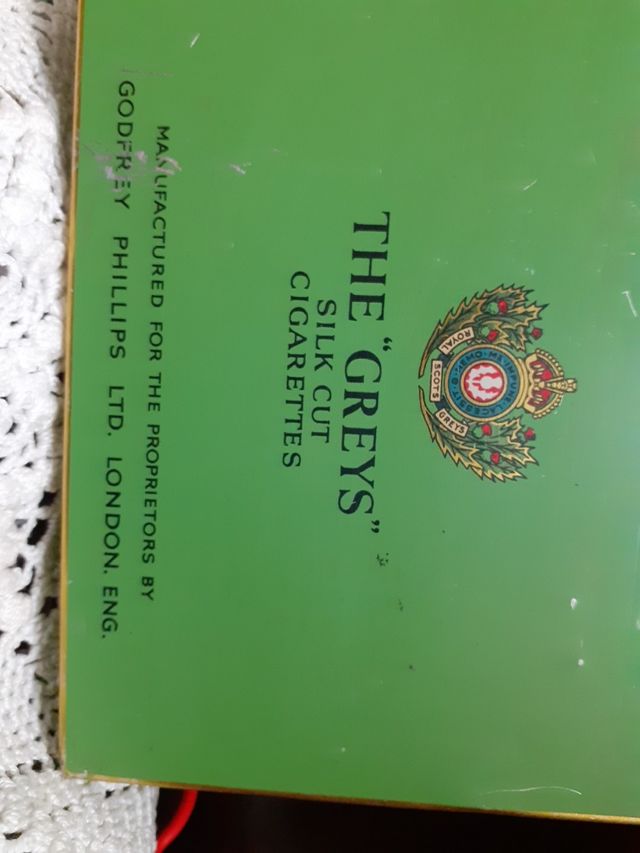 ROYAL
SCOTS
GREYS
THE "GREYS"
SILK CUT
CIGARETTES
MANUFACTURED FOR THE PROPRIETORS BY
GODFREY PHILLIPS LTD. LONDON. ENG.